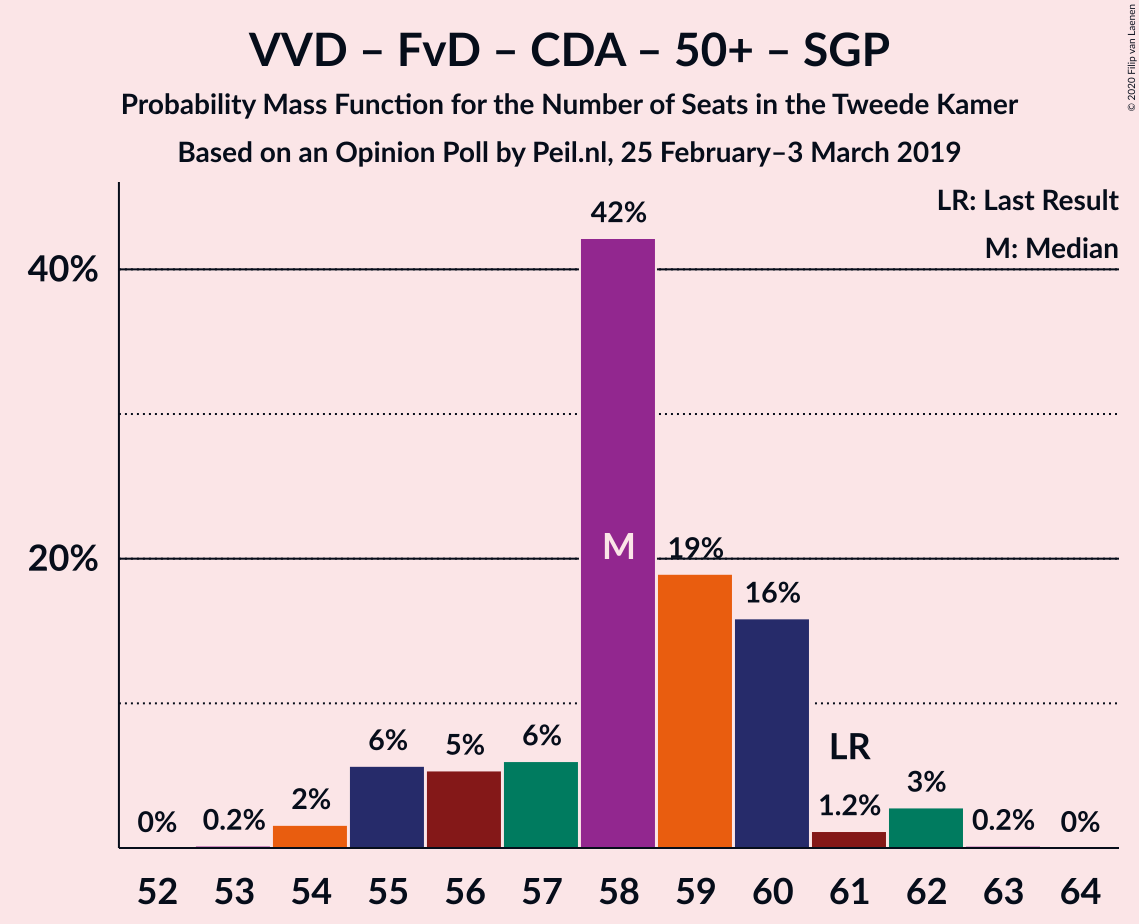 VVD – FvD – CDA – 50+ – SGP
Probability Mass Function for the Number of Seats in the Tweede Kamer
Based on an Opinion Poll by Peil.nl, 25 February–3 March 2019
© 2020 Filip van Laenen
LR: Last Result
M: Median
40%
20%
0%
0.2%
2%
6%
5%
6%
42%
M
19%
16%
LR
1.2%
3%
0.2%
0%
52 53 54 55 56 57 58 59 60 61 62 63 64